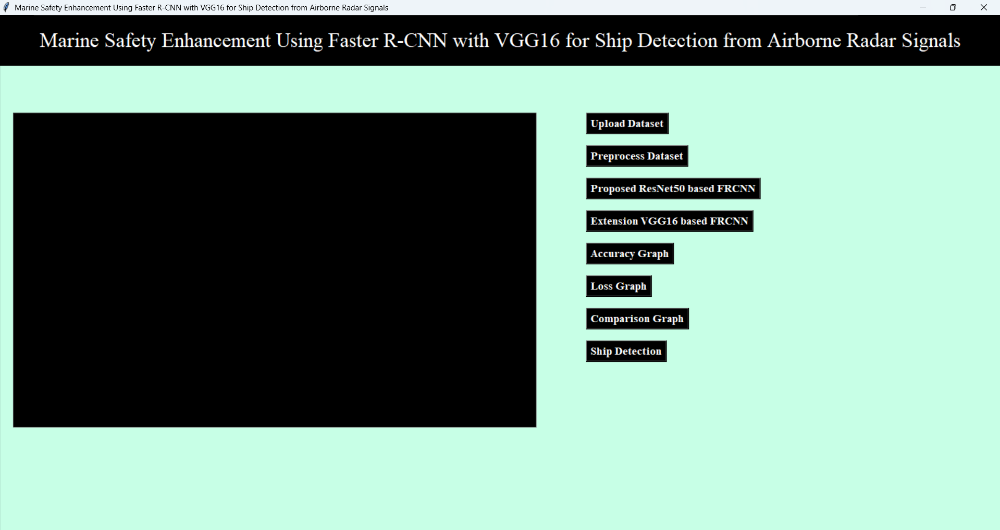 Marine Safety Enhancement Using Faster R-CNN with VGG16 for Ship Detection from Airborne Radar Signals
Marine Safety Enhancement Using Faster R-CNN with VGG16 for Ship Detection from Airborne Radar Signals
Upload Dataset
Preprocess Dataset
Proposed ResNet50 based FRCNN
Extension VGG16 based FRCNN
Accuracy Graph
Loss Graph
Comparison Graph
Ship Detection